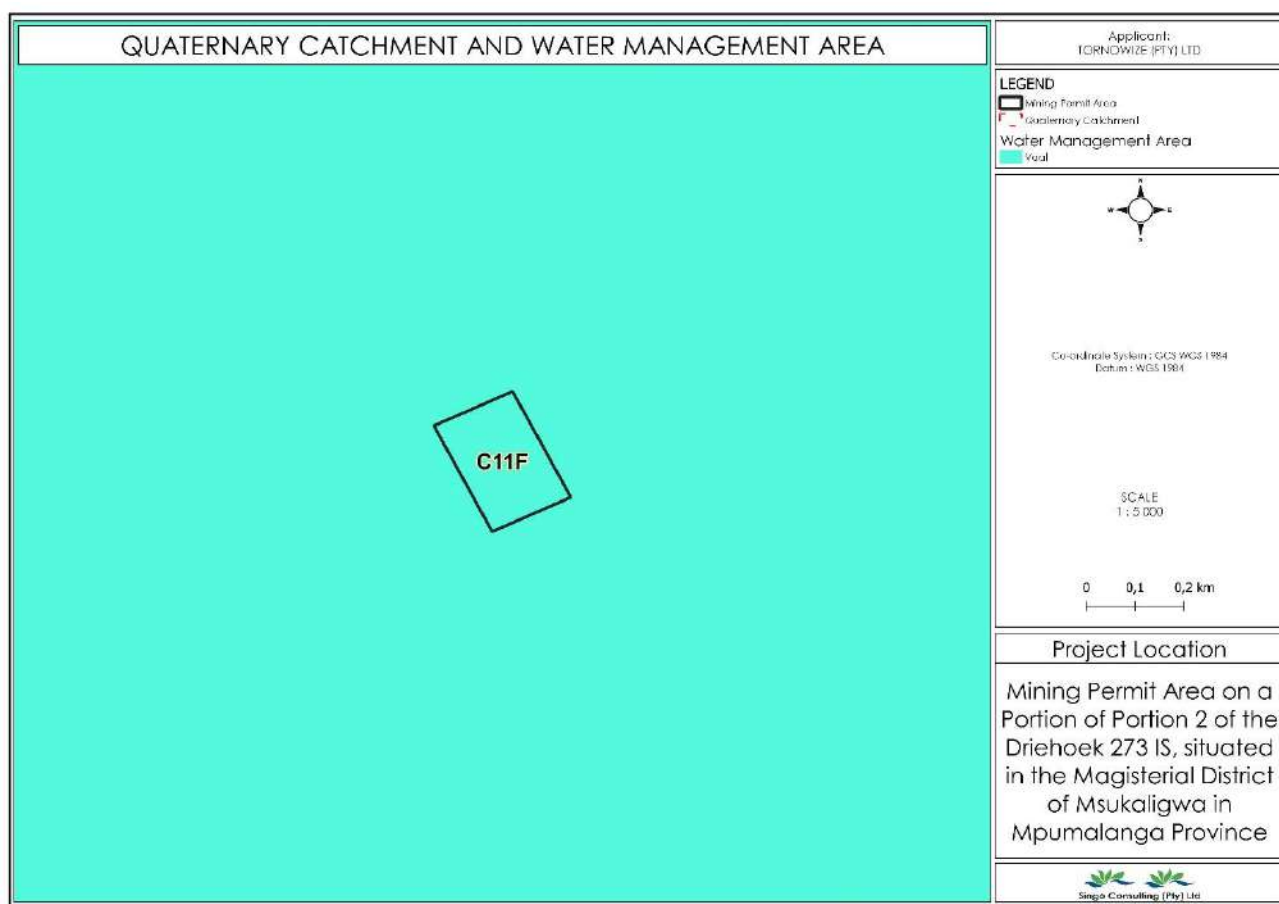 QUATERNARY CATCHMENT AND WATER MANAGEMENT AREA
Applicant:
TORNOWIZE (PTY) LTD
LEGEND
Mining Permit Area
Quaternary Catchment
Water Management Area
Vaal
N
W E
S
C11F
Co-ordinate System : GCS WGS 1984
Datum : WGS 1984
SCALE
1 : 5 000
0 0,1 0,2 km
Project Location
Mining Permit Area on a
Portion of Portion 2 of the
Driehoek 273 IS, situated
in the Magisterial District
of Msukaligwa in
Mpumalanga Province
Singo Consulting (Pty) Ltd